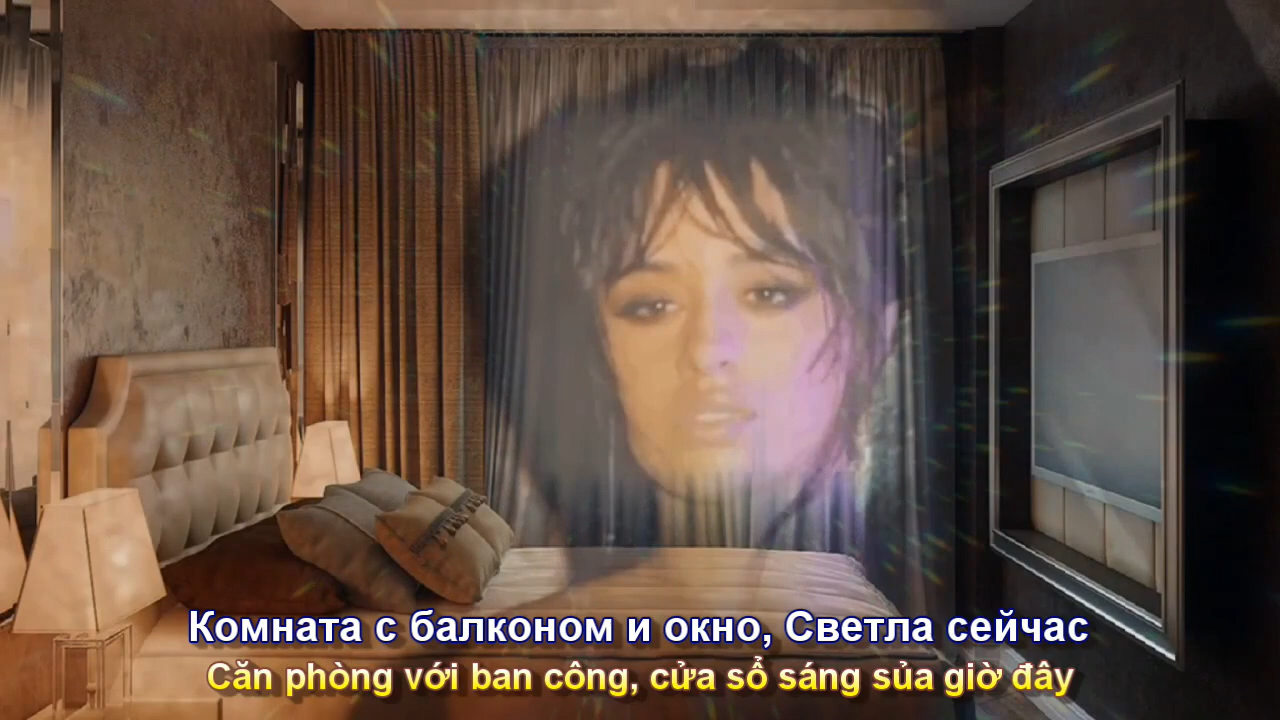 Комната с балконом и окно, Светла сейчас
Căn phòng với ban công, cửa sổ sáng sủa giờ đây